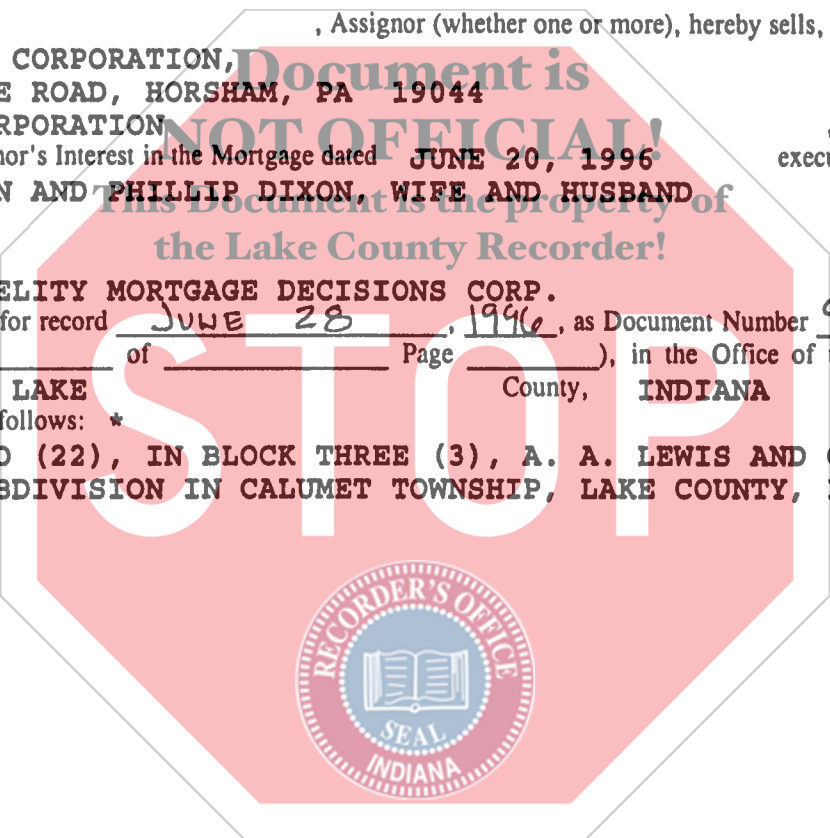 , Assignor (whether one or more), hereby sells,
CORPORATION,
E ROAD, HORSHAM, PA 19044
RPORATION
nor's Interest in the Mortgage dated JUNE 20, 1996 execu
N AND PHILLIP DIXON, WIFE AND HUSBAND
ELITY MORTGAGE DECISIONS CORP.
for record JUNE 28, 1996, as Document Number 9
of Page ), in the Office of
LAKE County, INDIANA
follows: *
O (22), IN BLOCK THREE (3), A. A. LEWIS AND
BDIVISION IN CALUMET TOWNSHIP, LAKE COUNTY,
Document is
NOT OFFICIAL!
This Document is the property of
the Lake County Recorder!
STOP
RECORDER'S OFFICE
SEAL
INDIANA